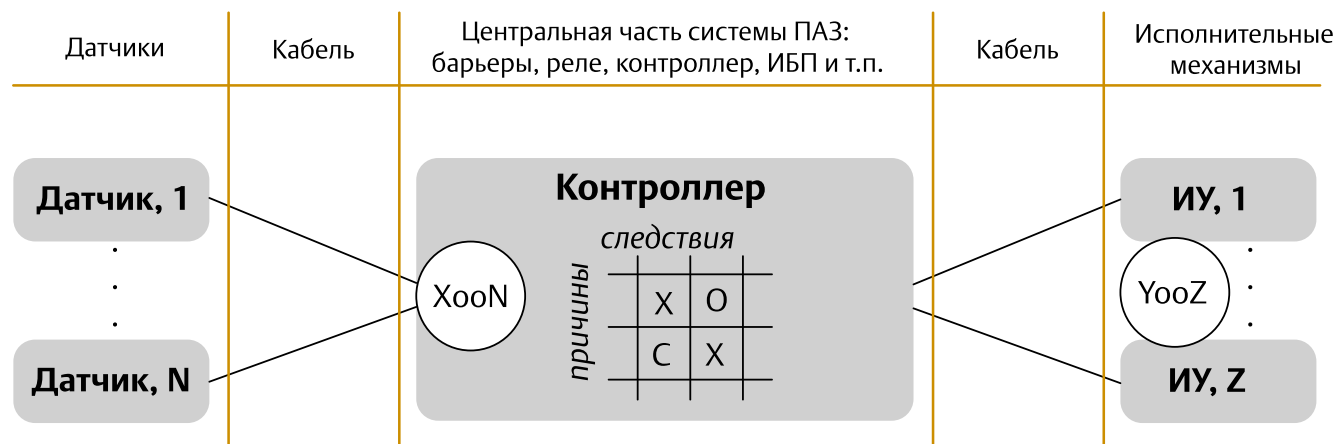 Датчики
Кабель
Центральная часть системы ПАЗ:
барьеры, реле, контроллер, ИБП и т.п.
Кабель
Исполнительные
механизмы
Датчик, 1
Датчик, N
XooN
Контроллер
следствия
причины
X O
C X
ИУ, 1
YooZ
ИУ, Z